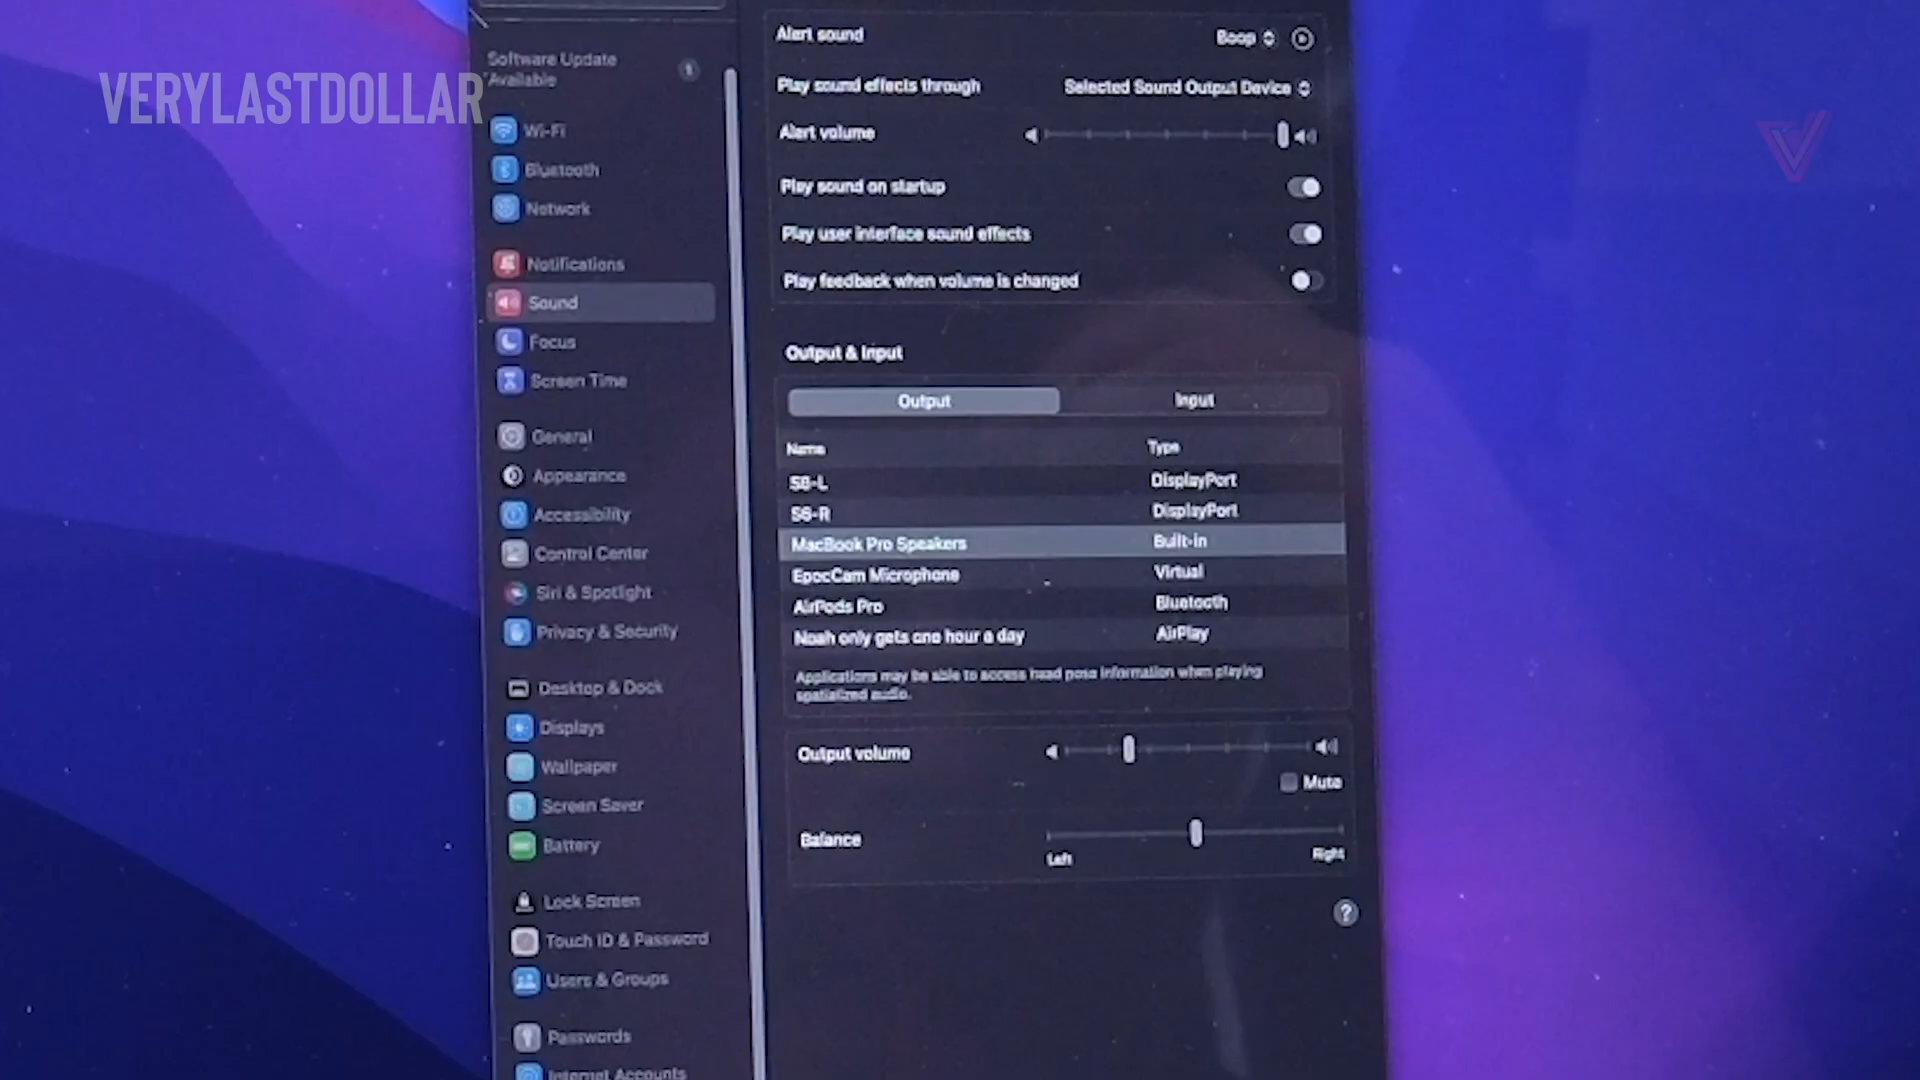 VERYLASTDOLLAR
Software Update
Available
1
Wi-Fi
Bluetooth
Network
Notifications
Sound
Focus
Screen Time
General
Appearance
Accessibility
Control Center
Siri & Spotlight
Privacy & Security
Desktop & Dock
Displays
Wallpaper
Screen Saver
Battery
Lock Screen
Touch ID & Password
Users & Groups
Passwords
Internet Accounts
Alert sound
Boop
Play sound effects through
Selected Sound Output Device
Alert volume
Play sound on startup
Play user interface sound effects
Play feedback when volume is changed
Output & Input
Output Input
Name Type
S6-L DisplayPort
S6-R DisplayPort
MacBook Pro Speakers Built-in
EpocCam Microphone Virtual
AirPods Pro Bluetooth
Noah only gets one hour a day AirPlay
Applications may be able to access head pose information when playing
spatialized audio.
Output volume
Mute
Balance
Left Right
?